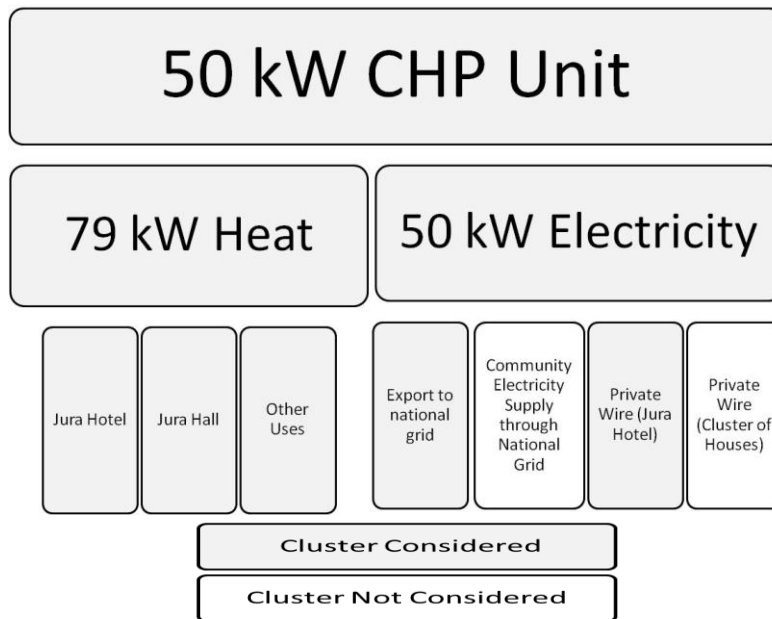 50 kW CHP Unit
79 kW Heat
50 kW Electricity
Jura Hotel
Jura Hall
Other
Uses
Export to
national
grid
Community
Electricity
Supply
through
National
Grid
Private
Wire (Jura
Hotel)
Private
Wire
(Cluster of
Houses)
Cluster Considered
Cluster Not Considered